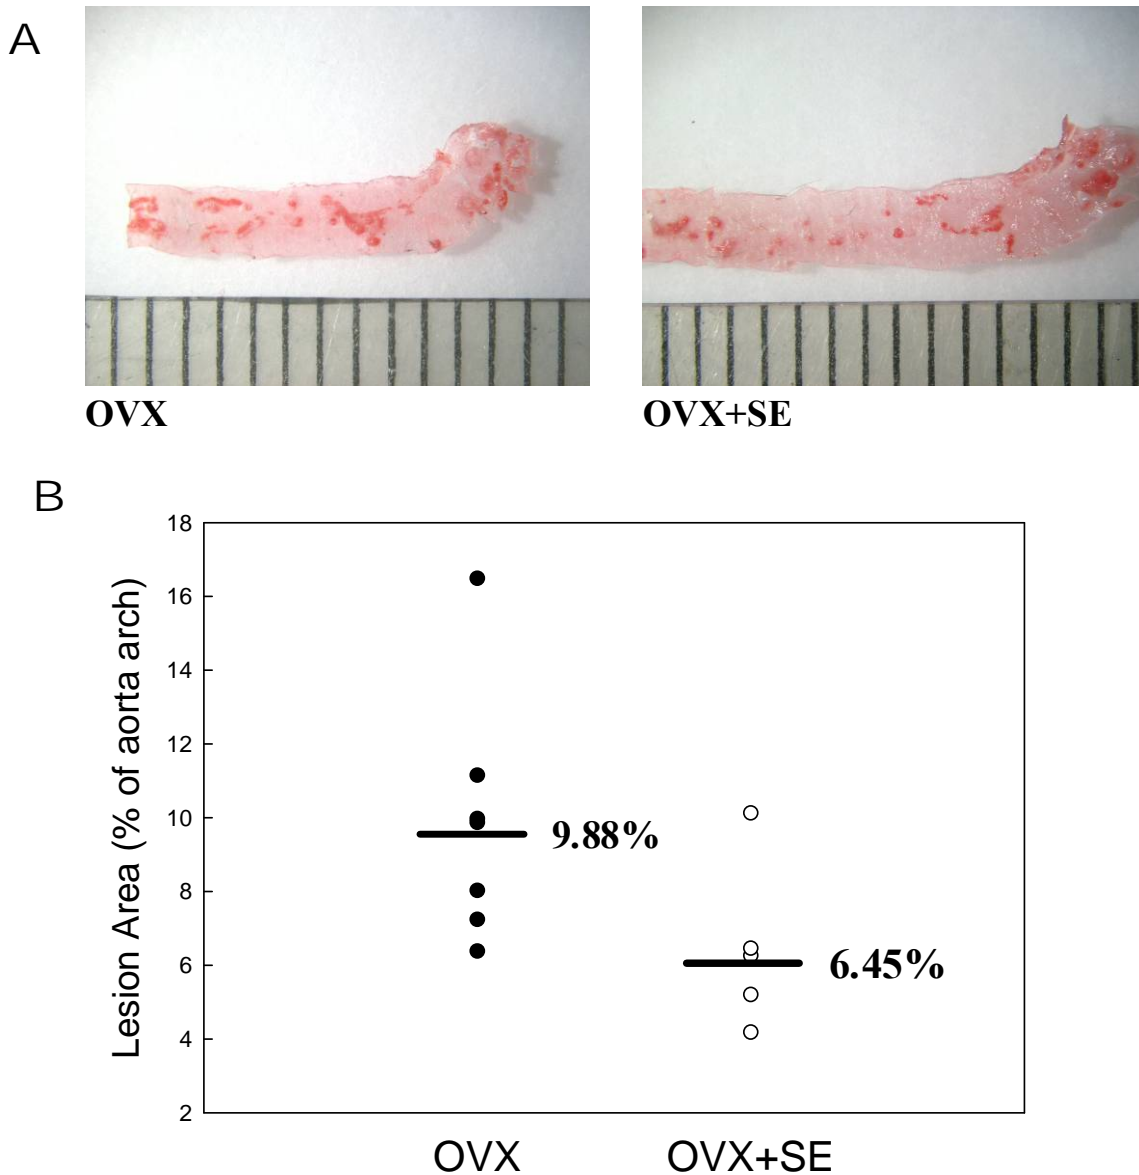 A
OVX
OVX+SE
B
Lesion Area (% of aorta arch)
18
16
14
12
10
8
6
4
2
9.88%
6.45%
OVX
OVX+SE